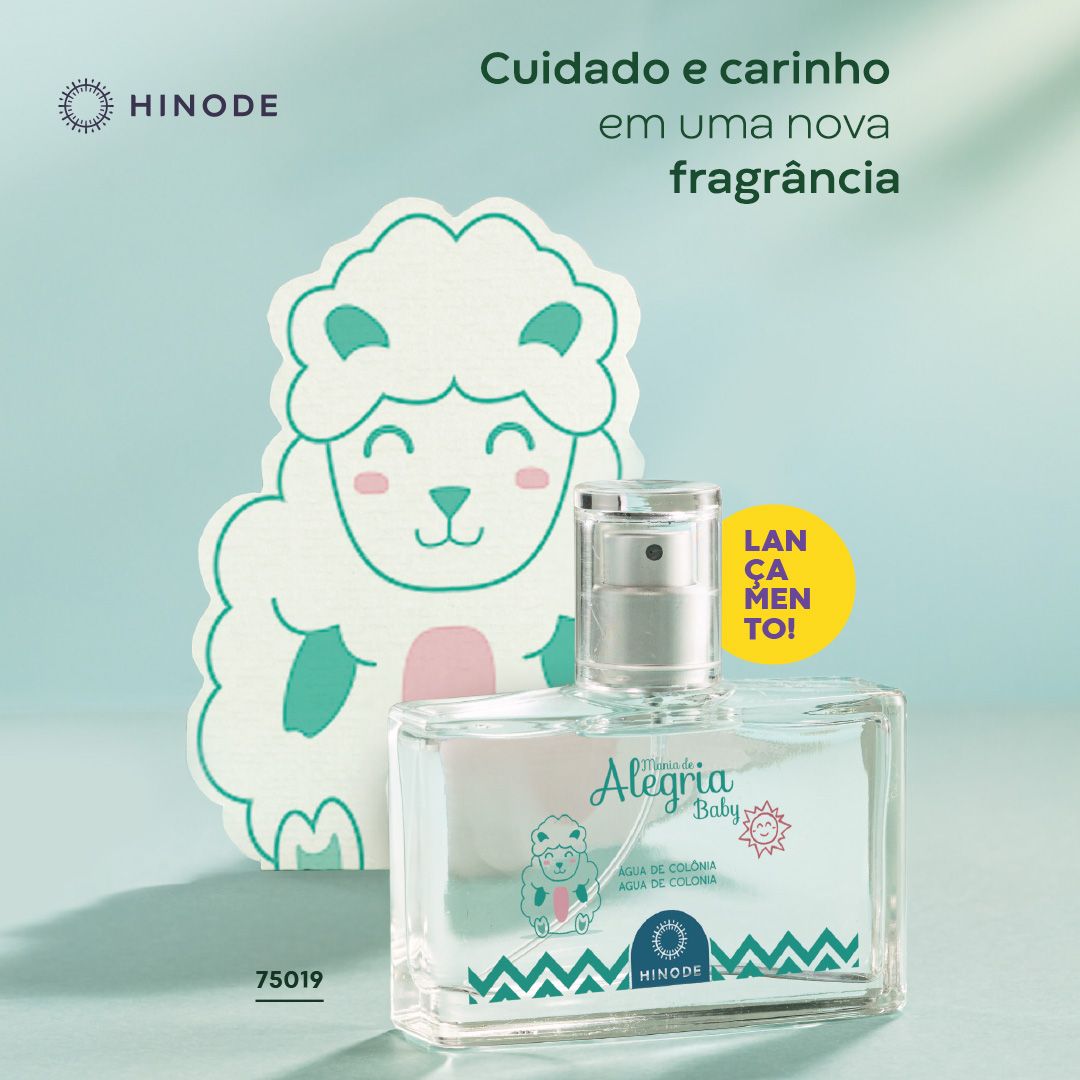 HINODE
Cuidado e carinho
em uma nova
fragrância
LAN
ÇA
MEN
TO!
Mania de
Alegria
Baby
ÁGUA DE COLÔNIA
AGUA DE COLONIA
HINODE
75019